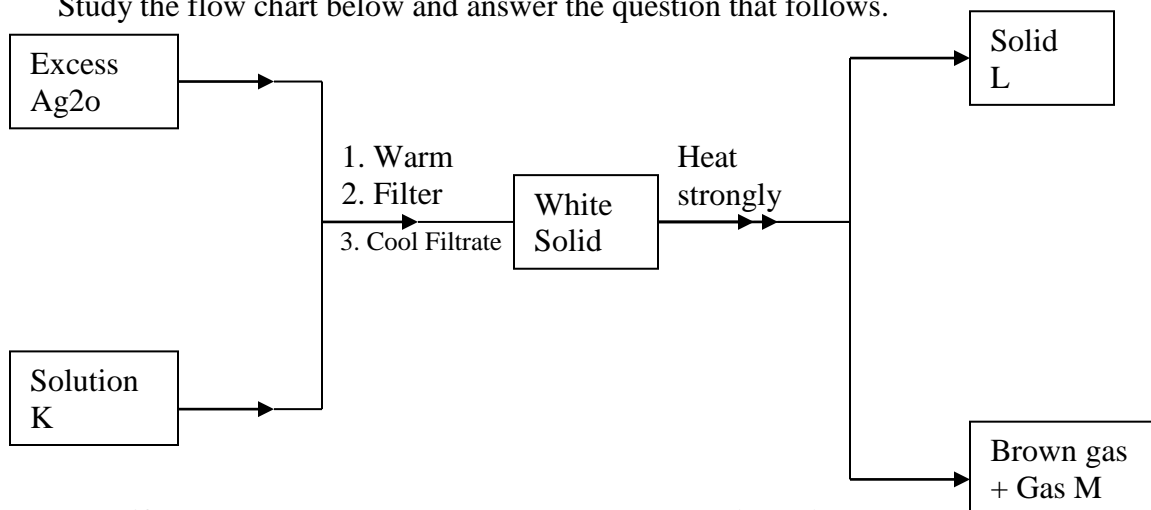 Study the flow chart below and answer the question that follows.
Excess
Ag2o
Solution
K
1. Warm
2. Filter
3. Cool Filtrate
White
Solid
Heat
strongly
Solid
L
Brown gas
+ Gas M